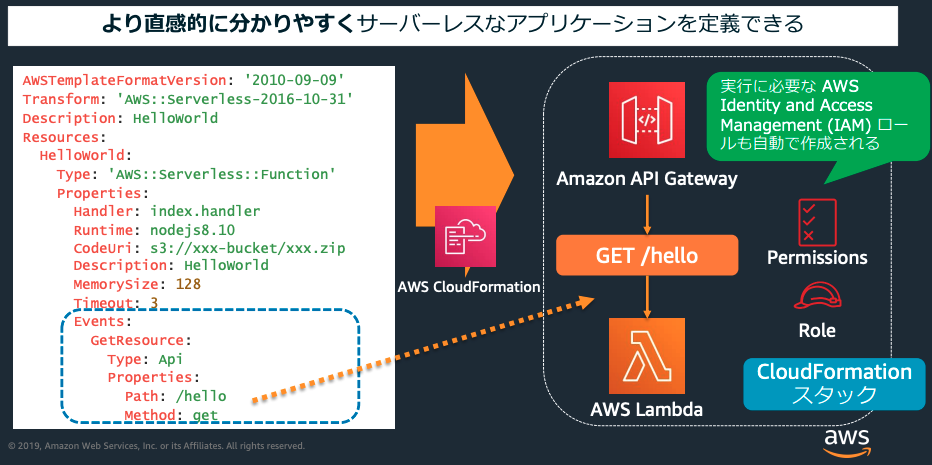 より直感的に分かりやすくサーバーレスなアプリケーションを定義できる
AWSTemplateFormatVersion: '2010-09-09'
Transform: 'AWS::Serverless-2016-10-31'
Description: HelloWorld
Resources:
  HelloWorld:
    Type: 'AWS::Serverless::Function'
    Properties:
      Handler: index.handler
      Runtime: nodejs8.10
      CodeUri: s3://xxx-bucket/xxx.zip
      Description: HelloWorld
      MemorySize: 128
      Timeout: 3
      Events:
        GetResource:
          Type: Api
          Properties:
            Path: /hello
            Method: get
AWS CloudFormation
Amazon API Gateway
GET /hello
AWS Lambda
実行に必要な AWS
Identity and Access
Management (IAM) ロー
ルも自動で作成される
Permissions
Role
CloudFormation
スタック
© 2019, Amazon Web Services, Inc. or its Affiliates. All rights reserved.
aws